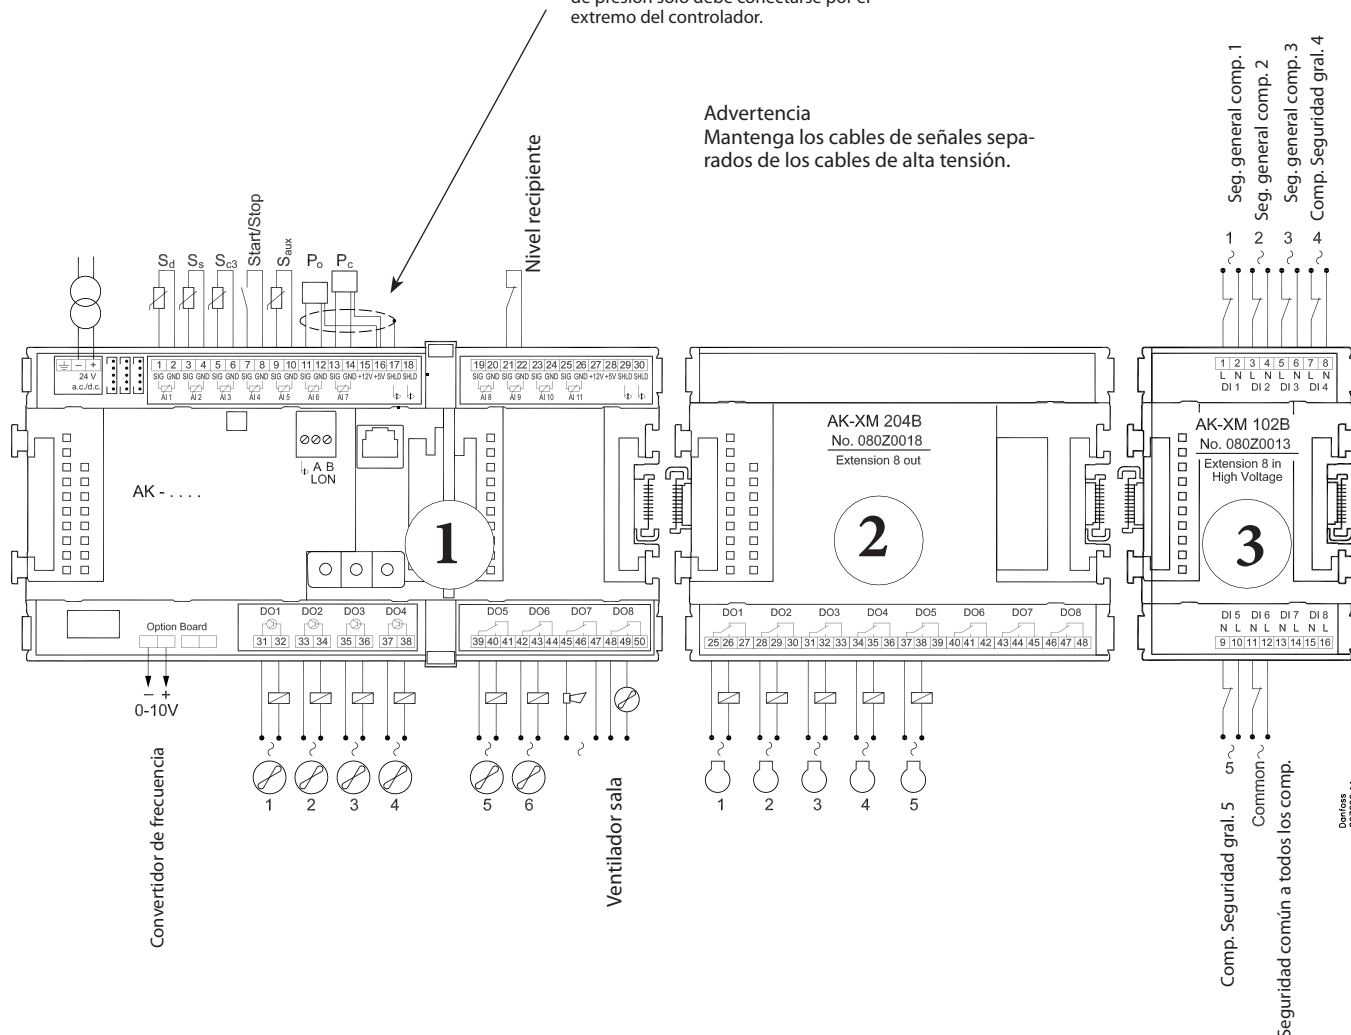 de presión sólo debe conectarse por el
extremo del controlador.
Advertencia
Mantenga los cables de señales sepa-
rados de los cables de alta tensión.
Nivel recipiente
Seg. general comp. 1
Seg. general comp. 2
Seg. general comp. 3
Comp. Seguridad gral. 4
1 2 3 4
Sd Ss Sc3 Start/Stop Saux Po Pc
– +
24 V
a.c./d.c.
1 2 3 4 5 6 7 8 9 10 11 12 13 14 15 16 17 18
SIG GND SIG GND SIG GND SIG GND SIG GND SIG GND SIG GND +12V +5V SHLD SHLD
AI 1 AI 2 AI 3 AI 4 AI 5 AI 6 AI 7
19 20 21 22 23 24 25 26 27 28 29 30
SIG GND SIG GND SIG GND SIG GND +12V +5V SHLD SHLD
AI 8 AI 9 AI 10 AI 11
1 2 3 4 5 6 7 8
L N L N L N L N
DI 1 DI 2 DI 3 DI 4
AK - . . . .
A B
LON
1
AK-XM 204B
No. 080Z0018
Extension 8 out
2
AK-XM 102B
No. 080Z0013
Extension 8 in
High Voltage
3
Option Board
DO1 DO2 DO3 DO4
31 32 33 34 35 36 37 38
DO5 DO6 DO7 DO8
39 40 41 42 43 44 45 46 47 48 49 50
DO1 DO2 DO3 DO4 DO5 DO6 DO7 DO8
25 26 27 28 29 30 31 32 33 34 35 36 37 38 39 40 41 42 43 44 45 46 47 48
DI 5 DI 6 DI 7 DI 8
N L N L N L N L
9 10 11 12 13 14 15 16
– +
0-10V
Convertidor de frecuencia
1 2 3 4
5 6
Ventilador sala
1 2 3 4 5
5
Comp. Seguridad gral. 5
Common
Seguridad común a todos los comp.
Danfoss